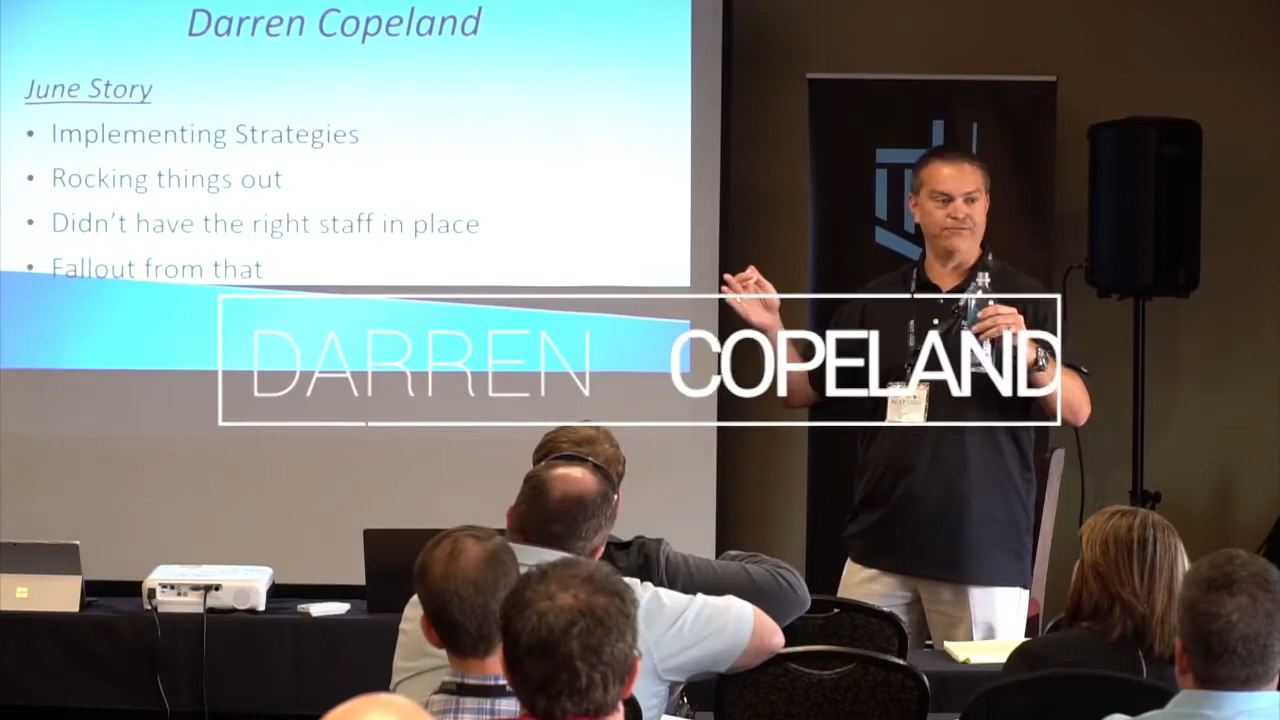 Darren Copeland
June Story
• Implementing Strategies
• Rocking things out
• Didn't have the right staff in place
• Fallout from that
DARREN COPELAND
NEXT